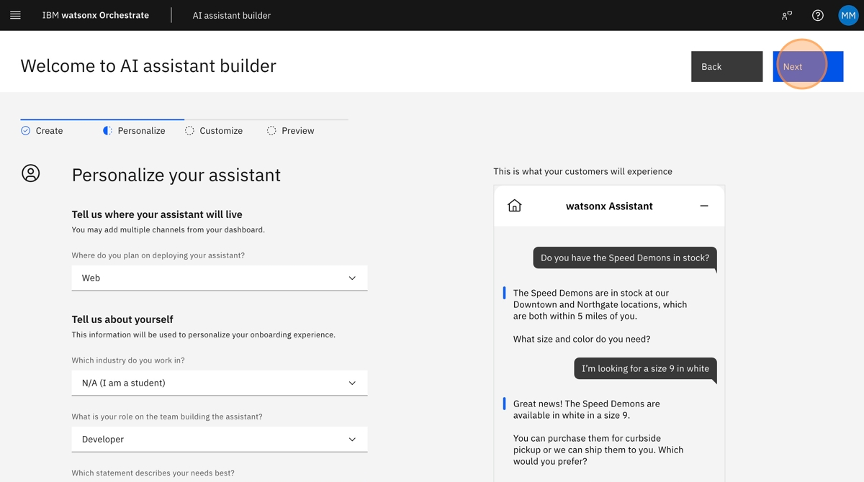 IBM watsonx Orchestrate
AI assistant builder
MM
Welcome to AI assistant builder
Back
Next
Create
Personalize
Customize
Preview
Personalize your assistant
Tell us where your assistant will live
You may add multiple channels from your dashboard.
Where do you plan on deploying your assistant?
Web
Tell us about yourself
This information will be used to personalize your onboarding experience.
Which industry do you work in?
N/A (I am a student)
What is your role on the team building the assistant?
Developer
Which statement describes your needs best?
This is what your customers will experience
watsonx Assistant
Do you have the Speed Demons in stock?
The Speed Demons are in stock at our
Downtown and Northgate locations, which
are both within 5 miles of you.
What size and color do you need?
I'm looking for a size 9 in white
Great news! The Speed Demons are
available in white in a size 9.
You can purchase them for curbside
pickup or we can ship them to you. Which
would you prefer?